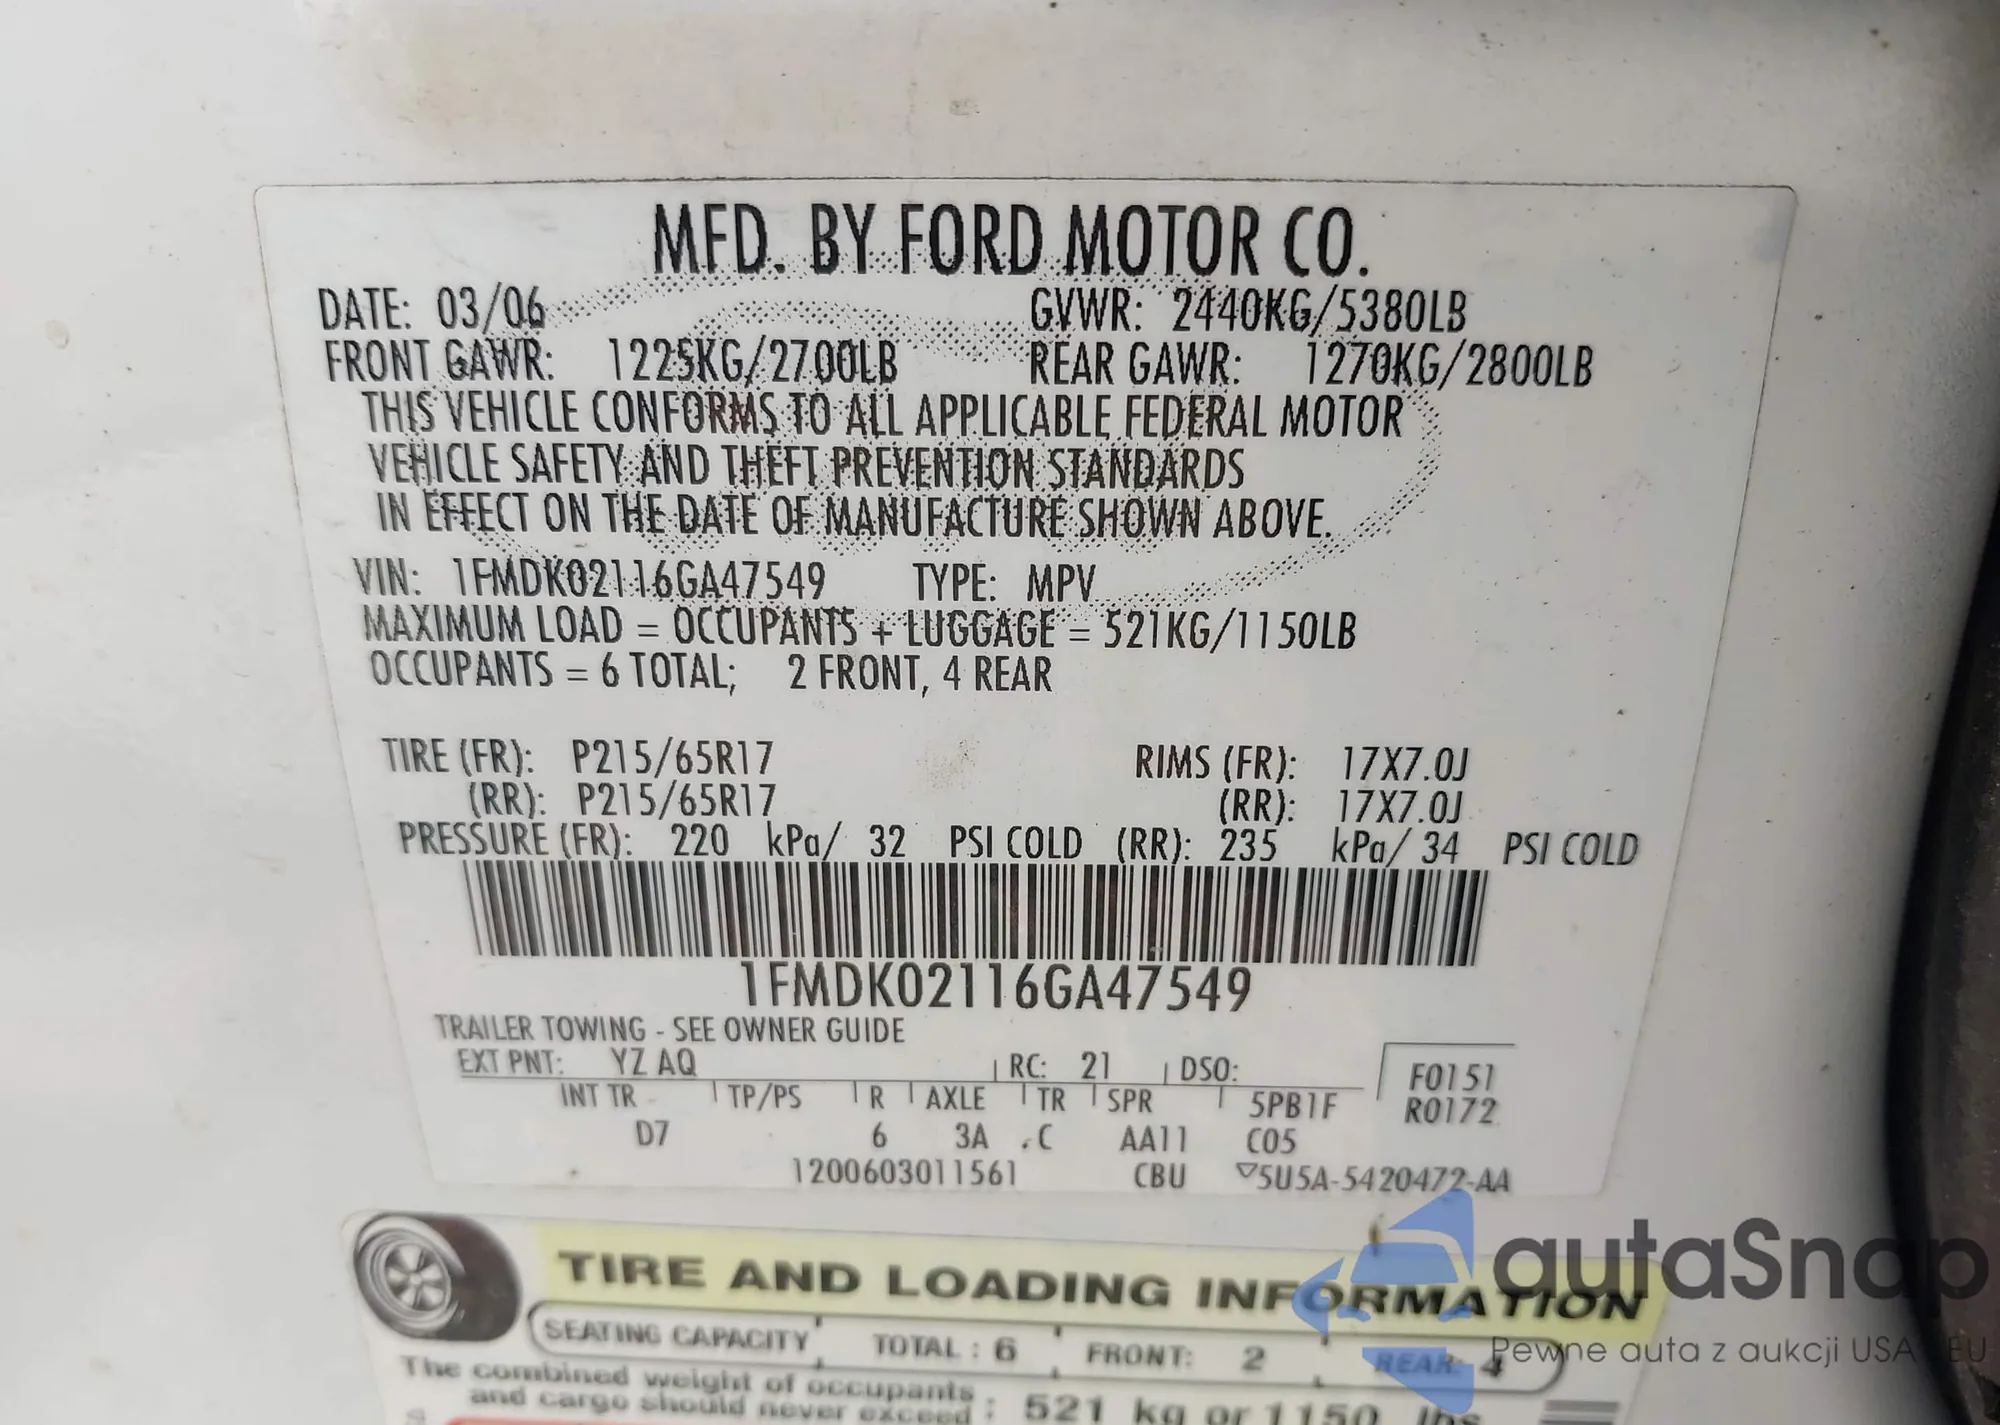 MFD. BY FORD MOTOR CO.
DATE: 03/06 GVWR: 2440KG/5380LB
FRONT GAWR: 1225KG/2700LB REAR GAWR: 1270KG/2800LB
THIS VEHICLE CONFORMS TO ALL APPLICABLE FEDERAL MOTOR
VEHICLE SAFETY AND THEFT PREVENTION STANDARDS
IN EFFECT ON THE DATE OF MANUFACTURE SHOWN ABOVE.
VIN: 1FMDK02116GA47549 TYPE: MPV
MAXIMUM LOAD = OCCUPANTS + LUGGAGE = 521KG/1150LB
OCCUPANTS = 6 TOTAL; 2 FRONT, 4 REAR
TIRE (FR): P215/65R17 RIMS (FR): 17X7.0J
(RR): P215/65R17 (RR): 17X7.0J
PRESSURE (FR): 220 kPa/ 32 PSI COLD (RR): 235 kPa/ 34 PSI COLD
1FMDK02116GA47549
TRAILER TOWING - SEE OWNER GUIDE
EXT PNT: YZ AQ RC: 21 DSO: F0151
INT TR TP/PS R AXLE TR SPR 5PB1F R0172
D7 6 3A C AA11 C05
1200603011561 CBU 5U5A-5420472-AA
TIRE AND LOADING INFORMATION
SEATING CAPACITY TOTAL : 6 FRONT: 2 REAR: 4
The combined weight of occupants
and cargo should never exceed : 521 kg or 1150 lbs
autaSnap
Pewne auta z aukcji USA EU